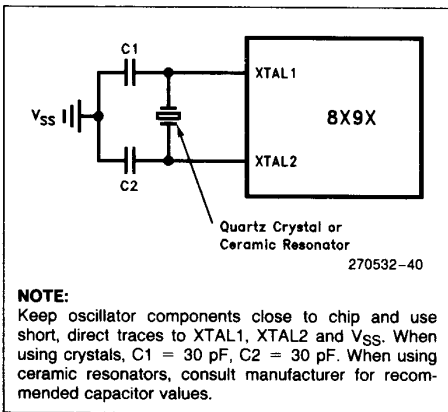 C1
XTAL1
8X9X
VSS
XTAL2
C2
Quartz Crystal or
Ceramic Resonator
270532-40
NOTE:
Keep oscillator components close to chip and use
short, direct traces to XTAL1, XTAL2 and VSS. When
using crystals, C1 = 30 pF, C2 = 30 pF. When using
ceramic resonators, consult manufacturer for recom-
mended capacitor values.